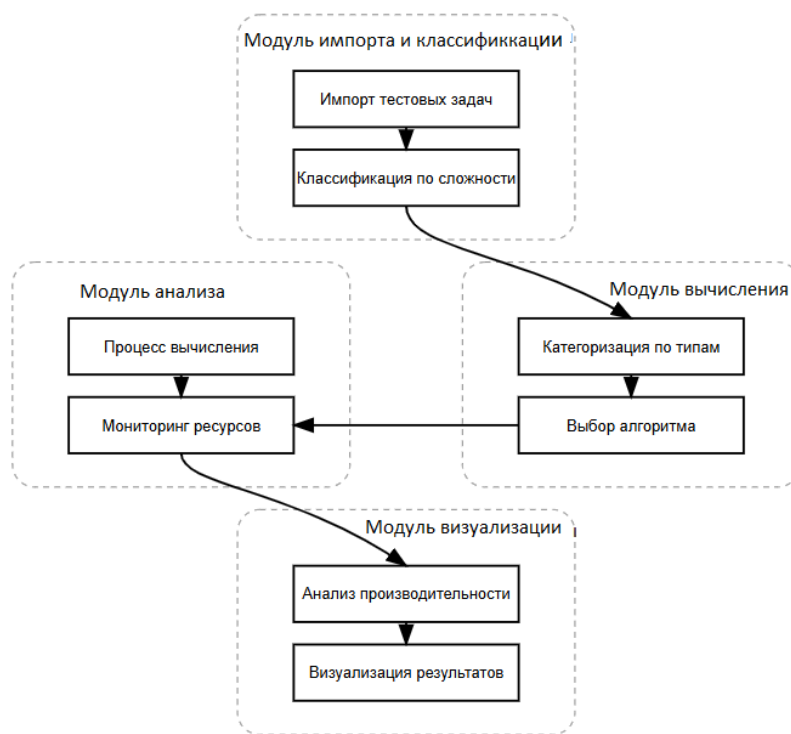 Модуль импорта и классификкации
Импорт тестовых задач
Классификация по сложности
Модуль анализа
Процесс вычисления
Мониторинг ресурсов
Модуль вычисления
Категоризация по типам
Выбор алгоритма
Модуль визуализации
Анализ производительности
Визуализация результатов